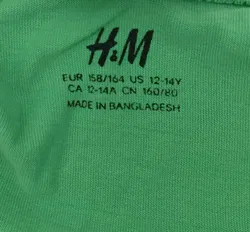 H&M
EUR 158/164 US 12-14Y
CA 12-14A CN 160/80
MADE IN BANGLADESH